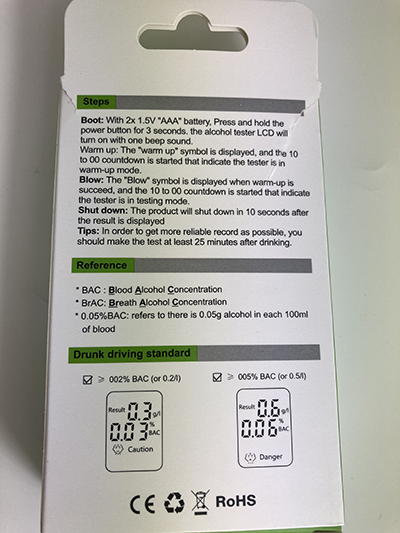 Steps
Boot: With 2x 1.5V "AAA" battery, Press and hold the
power button for 3 seconds. the alcohol tester LCD will
turn on with one beep sound.
Warm up: The "warm up" symbol is displayed, and the 10
to 00 countdown is started that indicate the tester is in
warm-up mode.
Blow: The "Blow" symbol is displayed when warm-up is
succeed, and the 10 to 00 countdown is started that indicate
the tester is in testing mode.
Shut down: The product will shut down in 10 seconds after
the result is displayed
Tips: In order to get more reliable record as possible, you
should make the test at least 25 minutes after drinking.
Reference
* BAC : Blood Alcohol Concentration
* BrAC: Breath Alcohol Concentration
* 0.05%BAC: refers to there is 0.05g alcohol in each 100ml
of blood
Drunk driving standard
≥ 002% BAC (or 0.2/l)
≥ 005% BAC (or 0.5/l)
Result 0.3 g/l
0.03 % BAC
Caution
Result 0.6 g/l
0.06 % BAC
Danger
CE RoHS